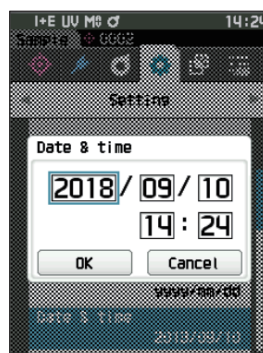 I+E UV M0 14:24
Sample 0002
Setting
Date & time
2018/ 09/ 10
14 : 24
OK Cancel
yyyy/mm/dd
Date & time
2018/09/10